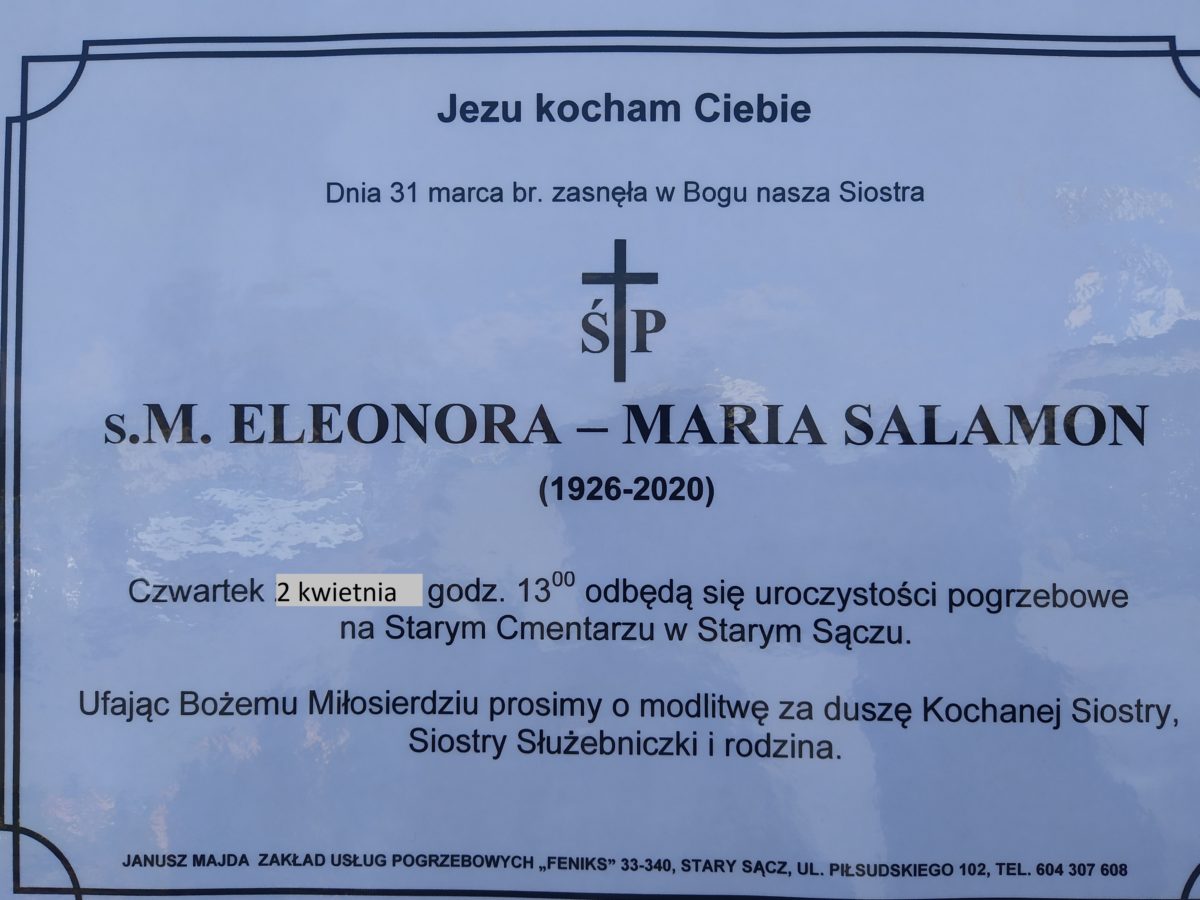 Jezu kocham Ciebie
Dnia 31 marca br. zasnęła w Bogu nasza Siostra
Ś P
s.M. ELEONORA – MARIA SALAMON
(1926-2020)
Czwartek 2 kwietnia godz. 13⁰⁰ odbędą się uroczystości pogrzebowe
na Starym Cmentarzu w Starym Sączu.
Ufając Bożemu Miłosierdziu prosimy o modlitwę za duszę Kochanej Siostry,
Siostry Służebniczki i rodzina.
JANUSZ MAJDA ZAKŁAD USŁUG POGRZEBOWYCH „FENIKS” 33-340, STARY SĄCZ, UL. PIŁSUDSKIEGO 102, TEL. 604 307 608